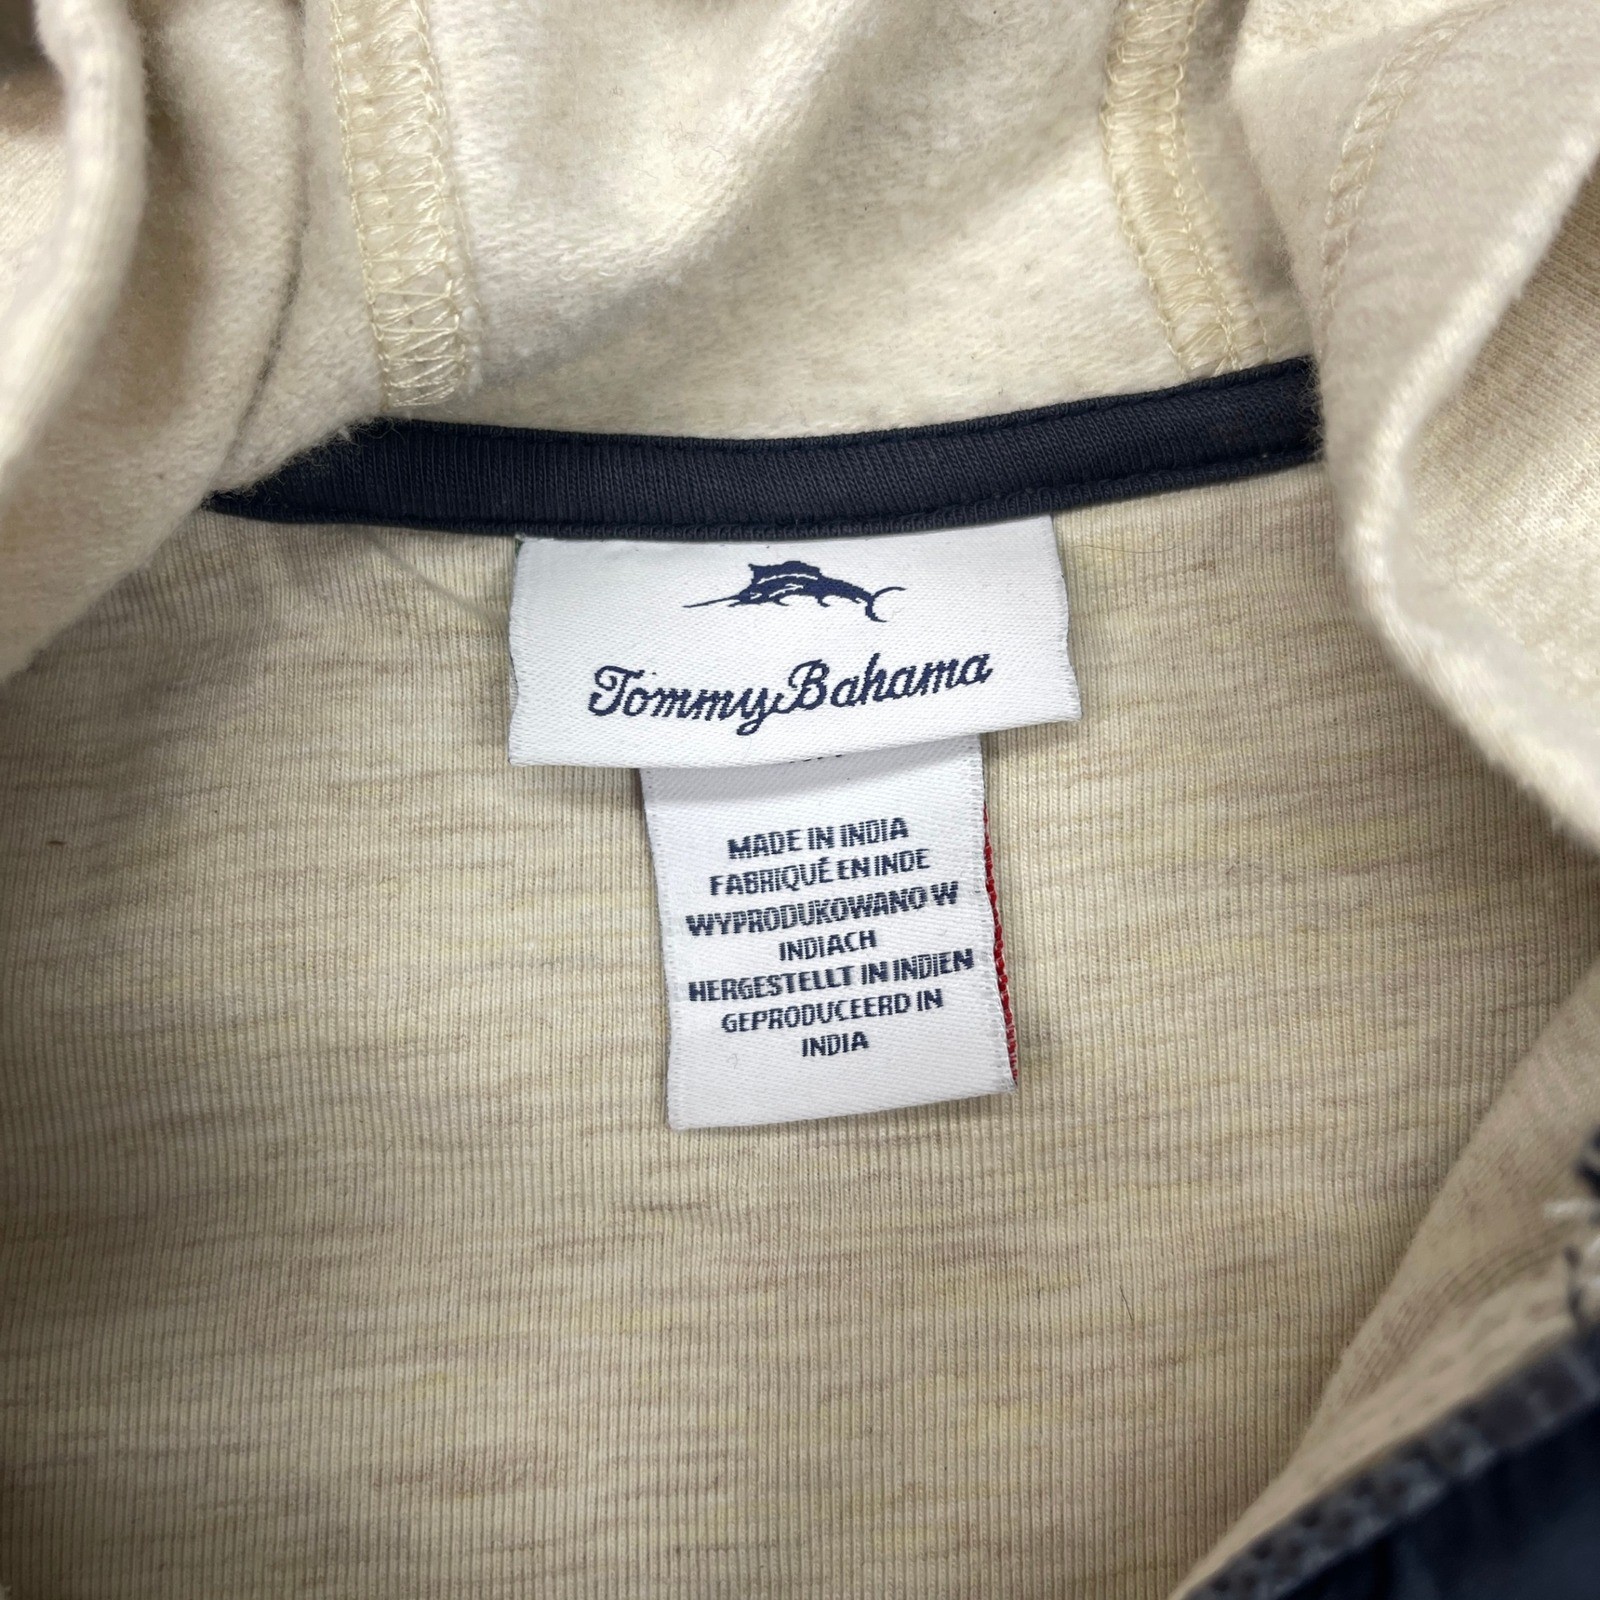 Tommy Bahama
MADE IN INDIA
FABRIQUÉ EN INDE
WYPRODUKOWANO W
INDIACH
HERGESTELLT IN INDIEN
GEPRODUCEERD IN
INDIA